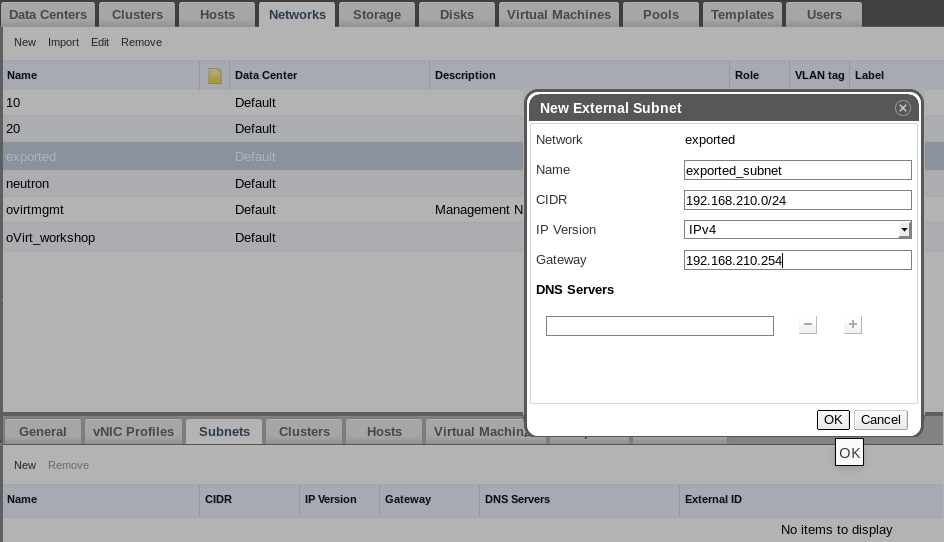 Data Centers Clusters Hosts Networks Storage Disks Virtual Machines Pools Templates Users
New Import Edit Remove
Name Data Center Description Role VLAN tag Label
10 Default
20 Default
exported Default
neutron Default
ovirtmgmt Default Management N
oVirt_workshop Default
New External Subnet
Network exported
Name exported_subnet
CIDR 192.168.210.0/24
IP Version IPv4
Gateway 192.168.210.254
DNS Servers
OK Cancel
OK
General vNIC Profiles Subnets Clusters Hosts Virtual Machin
New Remove
Name CIDR IP Version Gateway DNS Servers External ID
No items to display